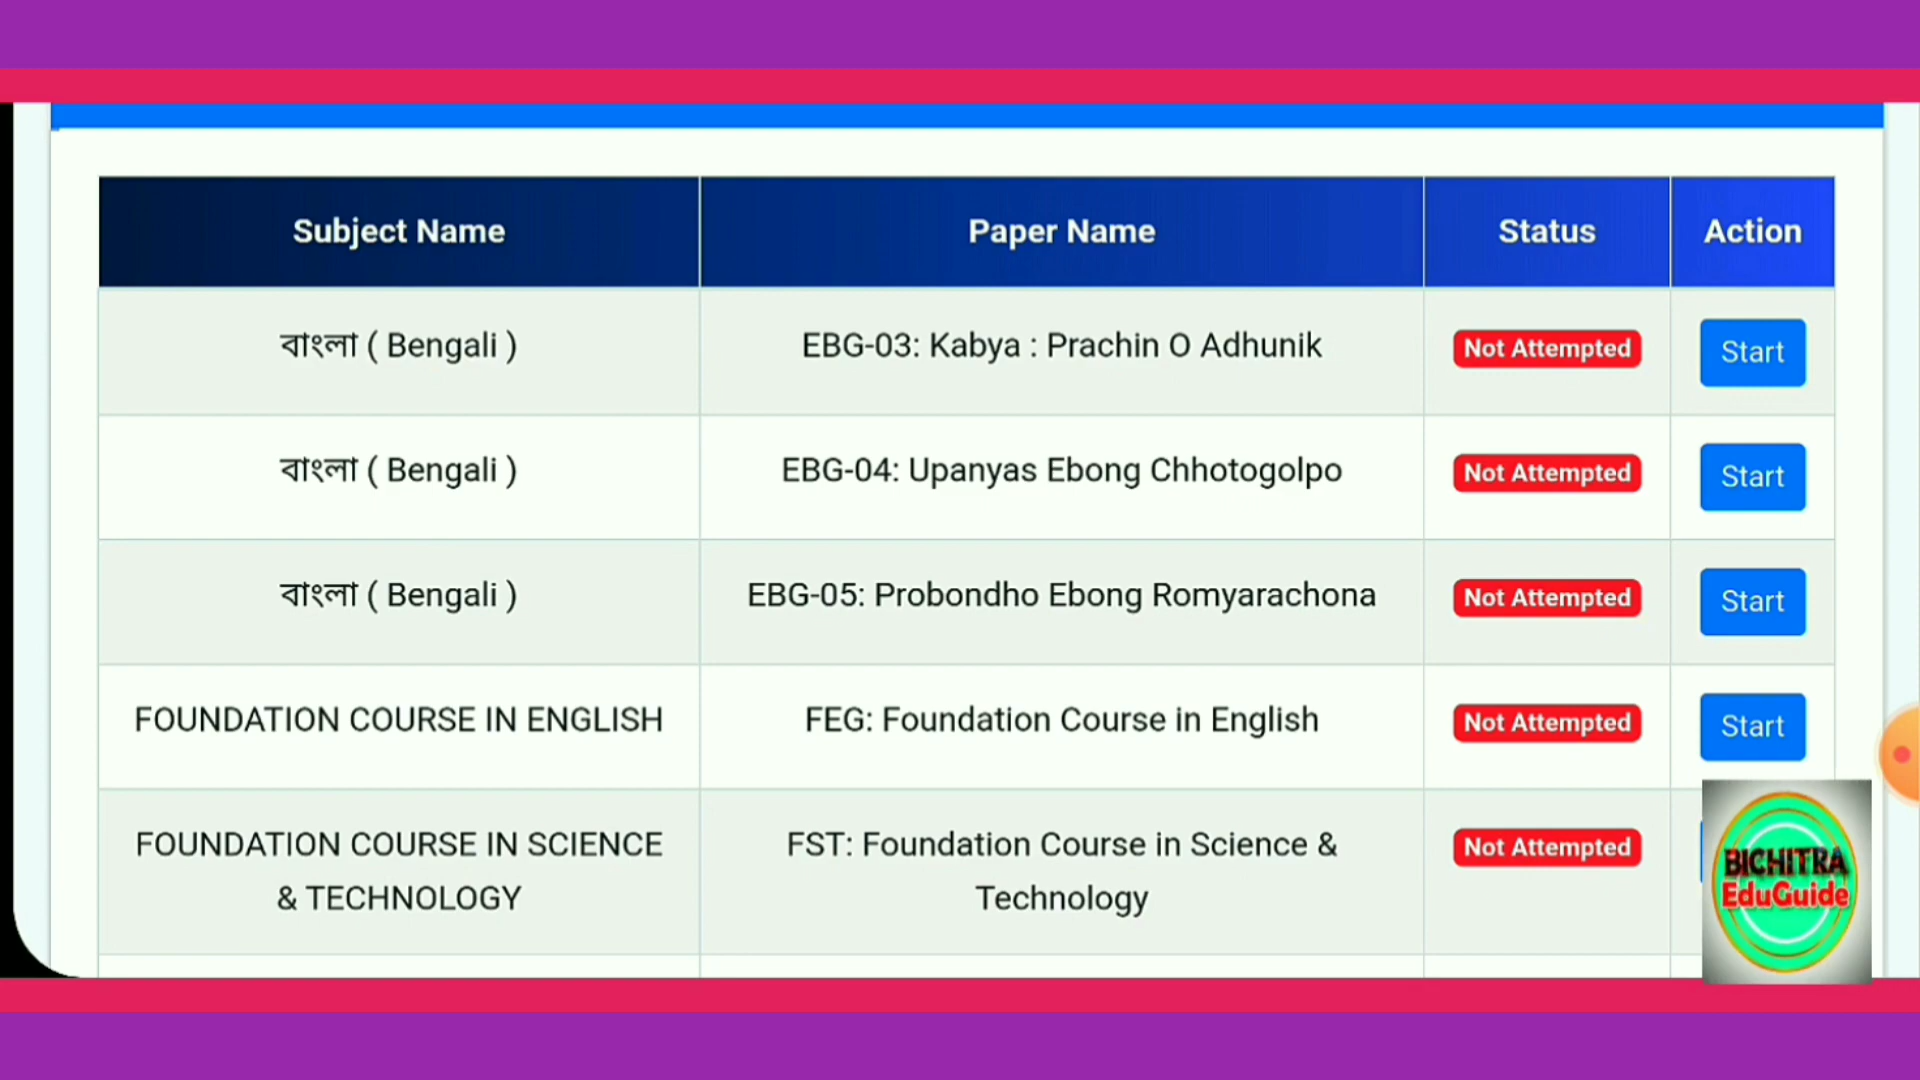 Subject Name Paper Name Status Action
বাংলা ( Bengali ) EBG-03: Kabya : Prachin O Adhunik Not Attempted Start
বাংলা ( Bengali ) EBG-04: Upanyas Ebong Chhotogolpo Not Attempted Start
বাংলা ( Bengali ) EBG-05: Probondho Ebong Romyarachona Not Attempted Start
FOUNDATION COURSE IN ENGLISH FEG: Foundation Course in English Not Attempted Start
FOUNDATION COURSE IN SCIENCE FST: Foundation Course in Science & Not Attempted
& TECHNOLOGY Technology
BICHITRA
EduGuide